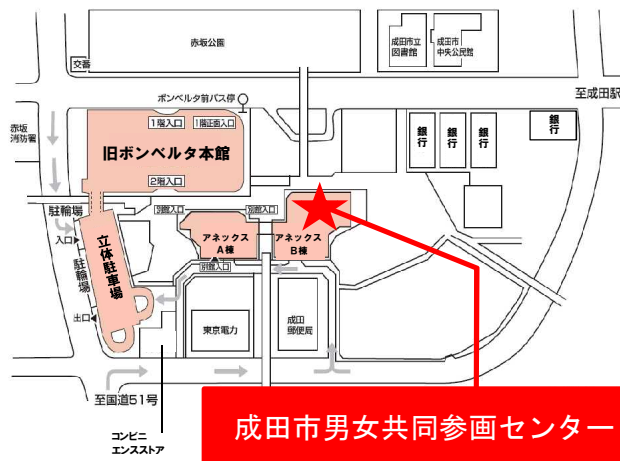 赤坂公園
成田市立
図書館
成田市
中央公民館
交番
至成田駅
ボンベルタ前バス停
1階入口
1階正面入口
赤坂
消防署
旧ボンベルタ本館
2階入口
銀行
銀行
銀行
銀行
駐輪場
入口
別館入口
別館入口
アネックス
A棟
アネックス
B棟
立体駐車場
駐輪場
別館入口
出口
東京電力
成田
郵便局
至国道51号
コンビニ
エンスストア
成田市男女共同参画センター